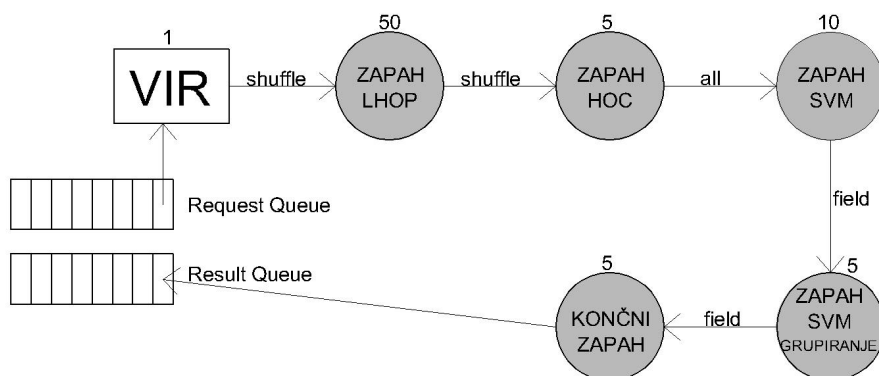 1
VIR
shuffle
50
ZAPAH
LHOP
shuffle
5
ZAPAH
HOC
all
10
ZAPAH
SVM
field
Request Queue
Result Queue
5
KONČNI
ZAPAH
field
5
ZAPAH
SVM
GRUPIRANJE